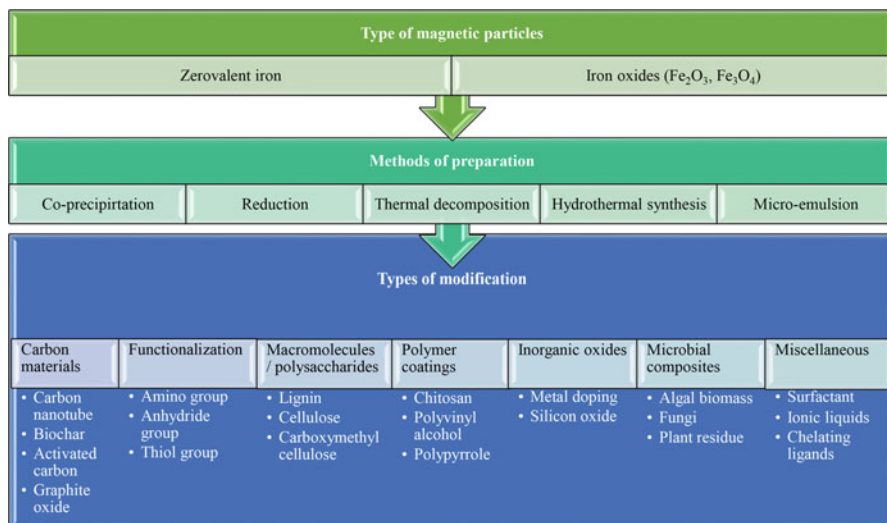 Type of magnetic particles
Zerovalent iron
Iron oxides (Fe₂O₃, Fe₃O₄)
Methods of preparation
Co-precipirtation
Reduction
Thermal decomposition
Hydrothermal synthesis
Micro-emulsion
Types of modification
Carbon
materials
• Carbon
nanotube
• Biochar
• Activated
carbon
• Graphite
oxide
Functionalization
• Amino group
• Anhydride
group
• Thiol group
Macromolecules
/ polysaccharides
• Lignin
• Cellulose
• Carboxymethyl
cellulose
Polymer
coatings
• Chitosan
• Polyvinyl
alcohol
• Polypyrrole
Inorganic oxides
• Metal doping
• Silicon oxide
Microbial
composites
• Algal biomass
• Fungi
• Plant residue
Miscellaneous
• Surfactant
• Ionic liquids
• Chelating
ligands